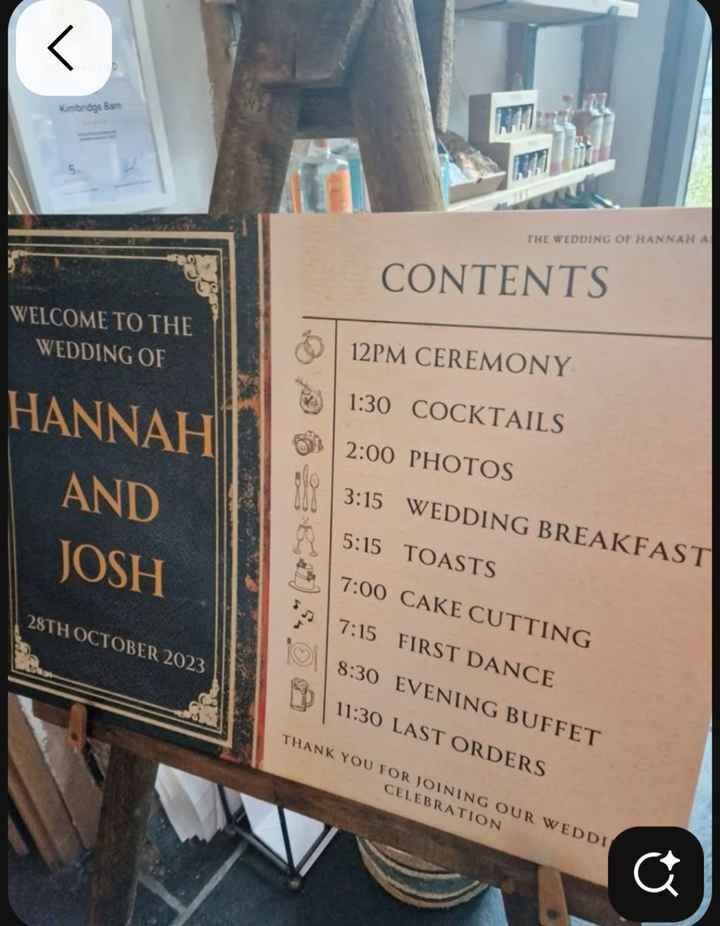 Kimbridge Barn
5
WELCOME TO THE
WEDDING OF
HANNAH
AND
JOSH
28TH OCTOBER 2023
THE WEDDING OF HANNAH A
CONTENTS
12PM CEREMONY
1:30 COCKTAILS
2:00 PHOTOS
3:15 WEDDING BREAKFAST
5:15 TOASTS
7:00 CAKE CUTTING
7:15 FIRST DANCE
8:30 EVENING BUFFET
11:30 LAST ORDERS
THANK YOU FOR JOINING OUR WEDDI
CELEBRATION